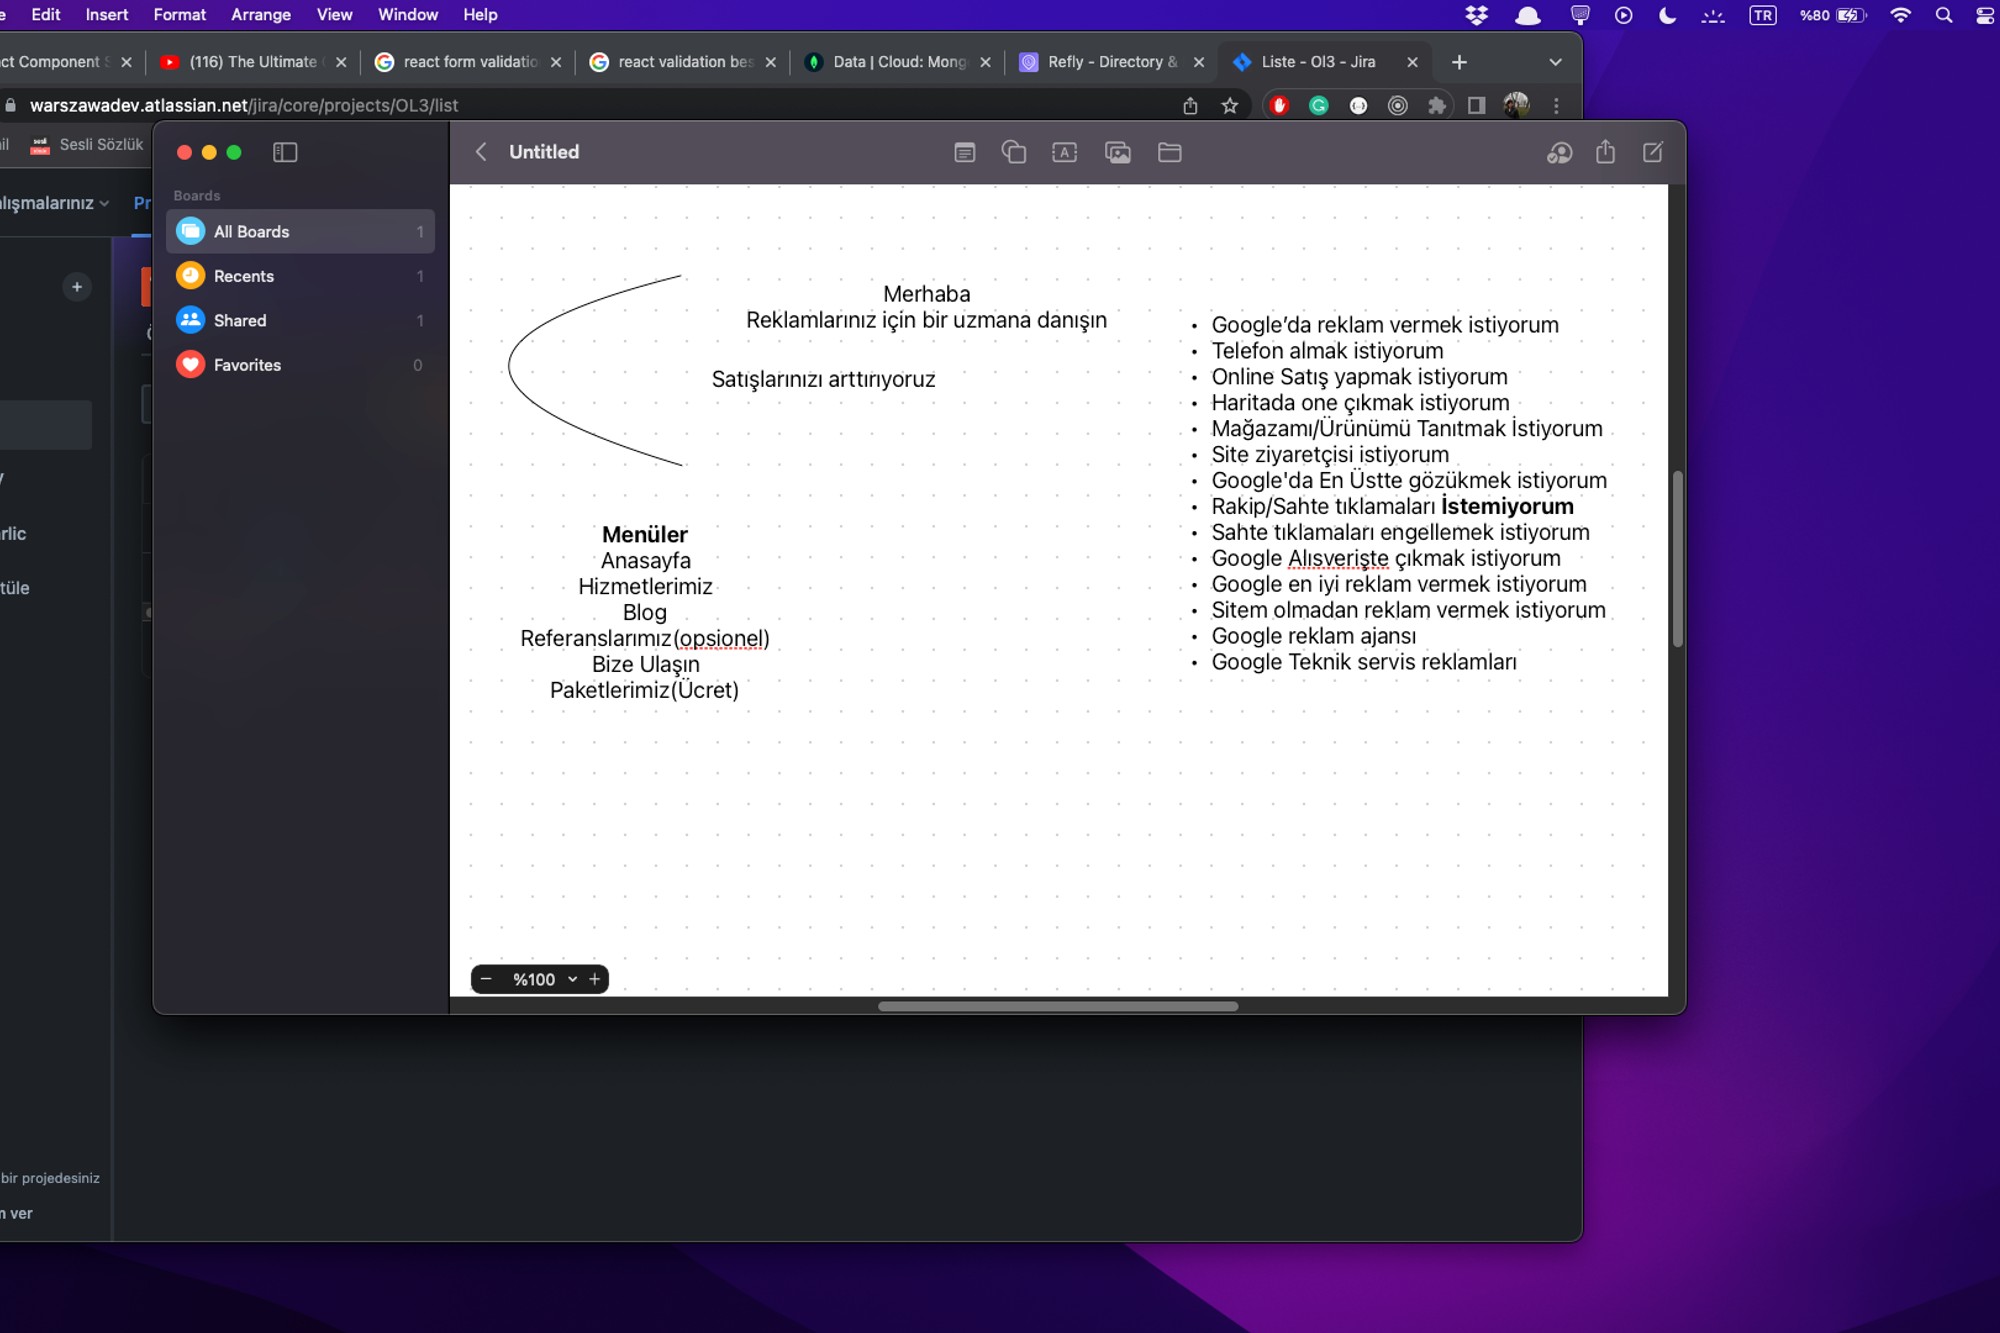 Edit Insert Format Arrange View Window Help
TR %80
ct Component
(116) The Ultimate
react form validatio
react validation bes
Data | Cloud: Mong
Refly - Directory &
Liste - Ol3 - Jira
warszawadev.atlassian.net/jira/core/projects/OL3/list
il
Sesli Sözlük
alışmalarınız
Pr
rlic
tüle
bir projedesiniz
m ver
Boards
All Boards 1
Recents 1
Shared 1
Favorites 0
Untitled
Merhaba
Reklamlarınız için bir uzmana danışın
Satışlarınızı arttırıyoruz
Menüler
Anasayfa
Hizmetlerimiz
Blog
Referanslarımız(opsionel)
Bize Ulaşın
Paketlerimiz(Ücret)
• Google’da reklam vermek istiyorum
• Telefon almak istiyorum
• Online Satış yapmak istiyorum
• Haritada one çıkmak istiyorum
• Mağazamı/Ürünümü Tanıtmak İstiyorum
• Site ziyaretçisi istiyorum
• Google'da En Üstte gözükmek istiyorum
• Rakip/Sahte tıklamaları İstemiyorum
• Sahte tıklamaları engellemek istiyorum
• Google Alısverişte çıkmak istiyorum
• Google en iyi reklam vermek istiyorum
• Sitem olmadan reklam vermek istiyorum
• Google reklam ajansı
• Google Teknik servis reklamları
%100